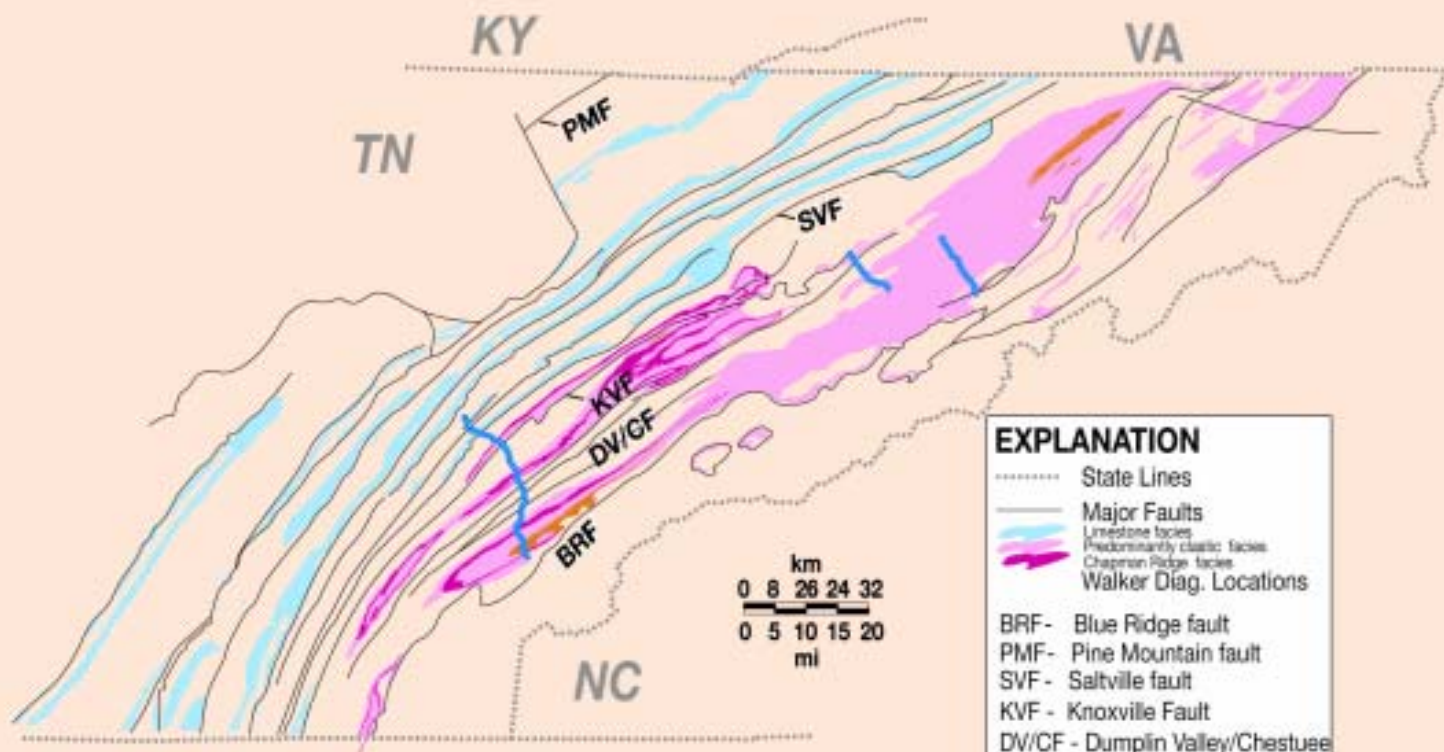 KY
VA
TN
PMF
SVF
KVF
DV/CF
BRF
NC
km
0 8 26 24 32
0 5 10 15 20
mi
EXPLANATION
State Lines
Major Faults
Limestone facies
Predominantly clastic facies
Chapman Ridge facies
Walker Diag. Locations
BRF- Blue Ridge fault
PMF- Pine Mountain fault
SVF - Saltville fault
KVF - Knoxville Fault
DV/CF - Dumplin Valley/Chestuee